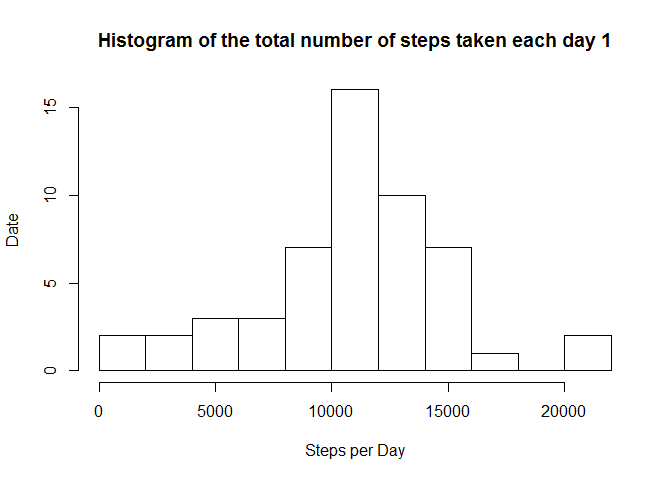 Histogram of the total number of steps taken each day 1
15
10
5
0
Date
0 5000 10000 15000 20000
Steps per Day